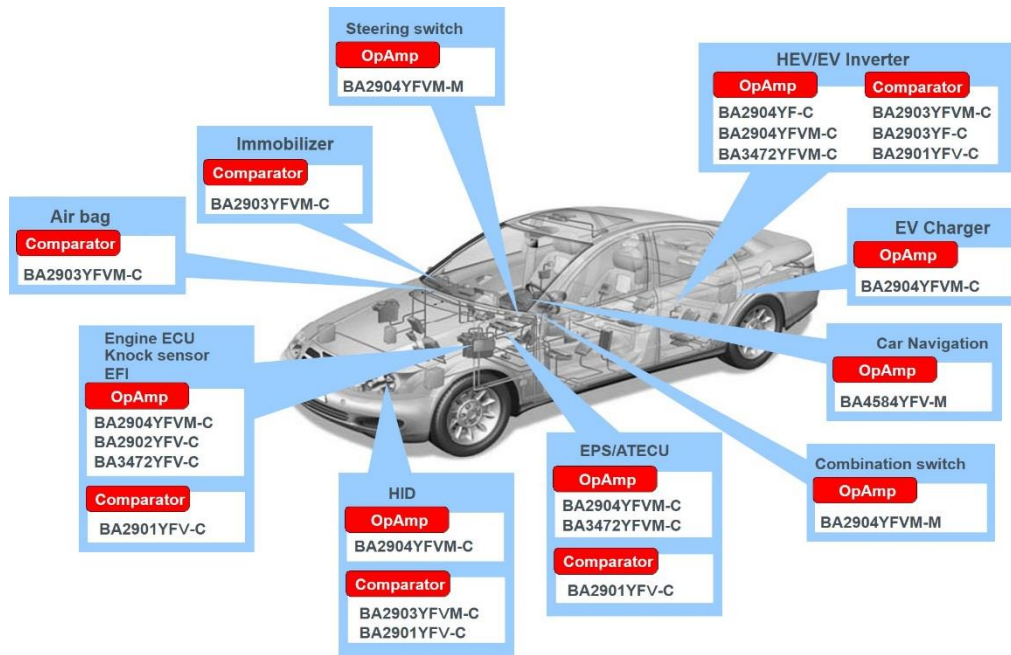 Steering switch
OpAmp
BA2904YFVM-M
HEV/EV Inverter
OpAmp
BA2904YF-C
BA2904YFVM-C
BA3472YFVM-C
Comparator
BA2903YFVM-C
BA2903YF-C
BA2901YFV-C
Immobilizer
Comparator
BA2903YFVM-C
Air bag
Comparator
BA2903YFVM-C
EV Charger
OpAmp
BA2904YFVM-C
Engine ECU
Knock sensor
EFI
OpAmp
BA2904YFVM-C
BA2902YFV-C
BA3472YFV-C
Comparator
BA2901YFV-C
Car Navigation
OpAmp
BA4584YFV-M
HID
OpAmp
BA2904YFVM-C
Comparator
BA2903YFVM-C
BA2901YFV-C
EPS/ATECU
OpAmp
BA2904YFVM-C
BA3472YFVM-C
Comparator
BA2901YFV-C
Combination switch
OpAmp
BA2904YFVM-M